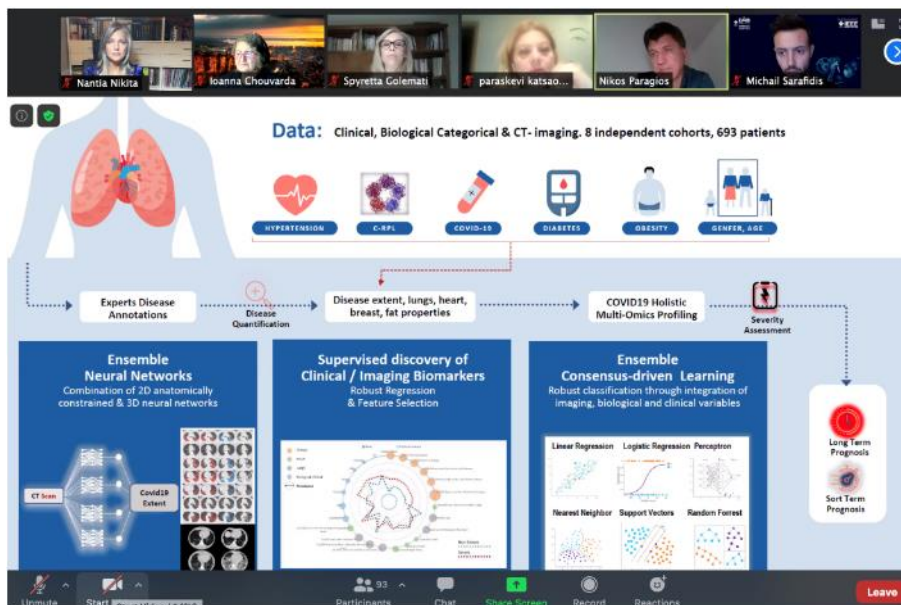 Nantia Nikita
Ioanna Chouvarda
Spyretta Golemati
paraskevi katsao...
Nikos Paragios
Michail Sarafidis
IEEE
Data: Clinical, Biological Categorical & CT- imaging. 8 independent cohorts, 693 patients
HYPERTENSION
C-RPL
COVID-19
DIABETES
OBESITY
GENFER, AGE
Experts Disease
Annotations
Disease
Quantification
Disease extent, lungs, heart,
breast, fat properties
COVID19 Holistic
Multi-Omics Profiling
Severity
Assessment
Ensemble
Neural Networks
Combination of 2D anatomically
constrained & 3D neural networks
CT Scan
Covid19
Extent
Supervised discovery of
Clinical / Imaging Biomarkers
Robust Regression
& Feature Selection
Ensemble
Consensus-driven Learning
Robust classification through integration of
imaging, biological and clinical variables
Linear Regression
Logistic Regression
Perceptron
Nearest Neighbor
Support Vectors
Random Forrest
Long Term
Prognosis
Sort Term
Prognosis
Unmute
Start
93
Participants
Chat
Share Screen
Record
Reactions
Leave